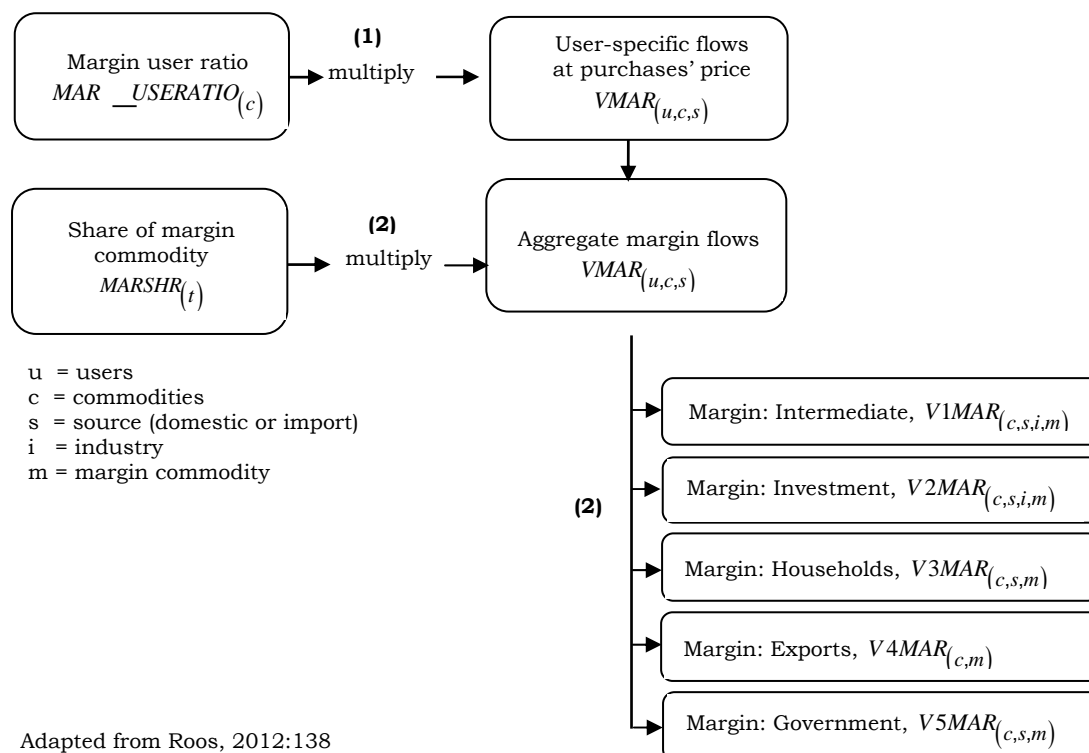 Margin user ratio
MAR _USERATIO(c)
(1)
multiply
User-specific flows
at purchases' price
VMAR(u,c,s)
Share of margin
commodity
MARSHR(t)
(2)
multiply
Aggregate margin flows
VMAR(u,c,s)
u = users
c = commodities
s = source (domestic or import)
i = industry
m = margin commodity
(2)
Margin: Intermediate, V1MAR(c,s,i,m)
Margin: Investment, V2MAR(c,s,i,m)
Margin: Households, V3MAR(c,s,m)
Margin: Exports, V4MAR(c,m)
Margin: Government, V5MAR(c,s,m)
Adapted from Roos, 2012:138